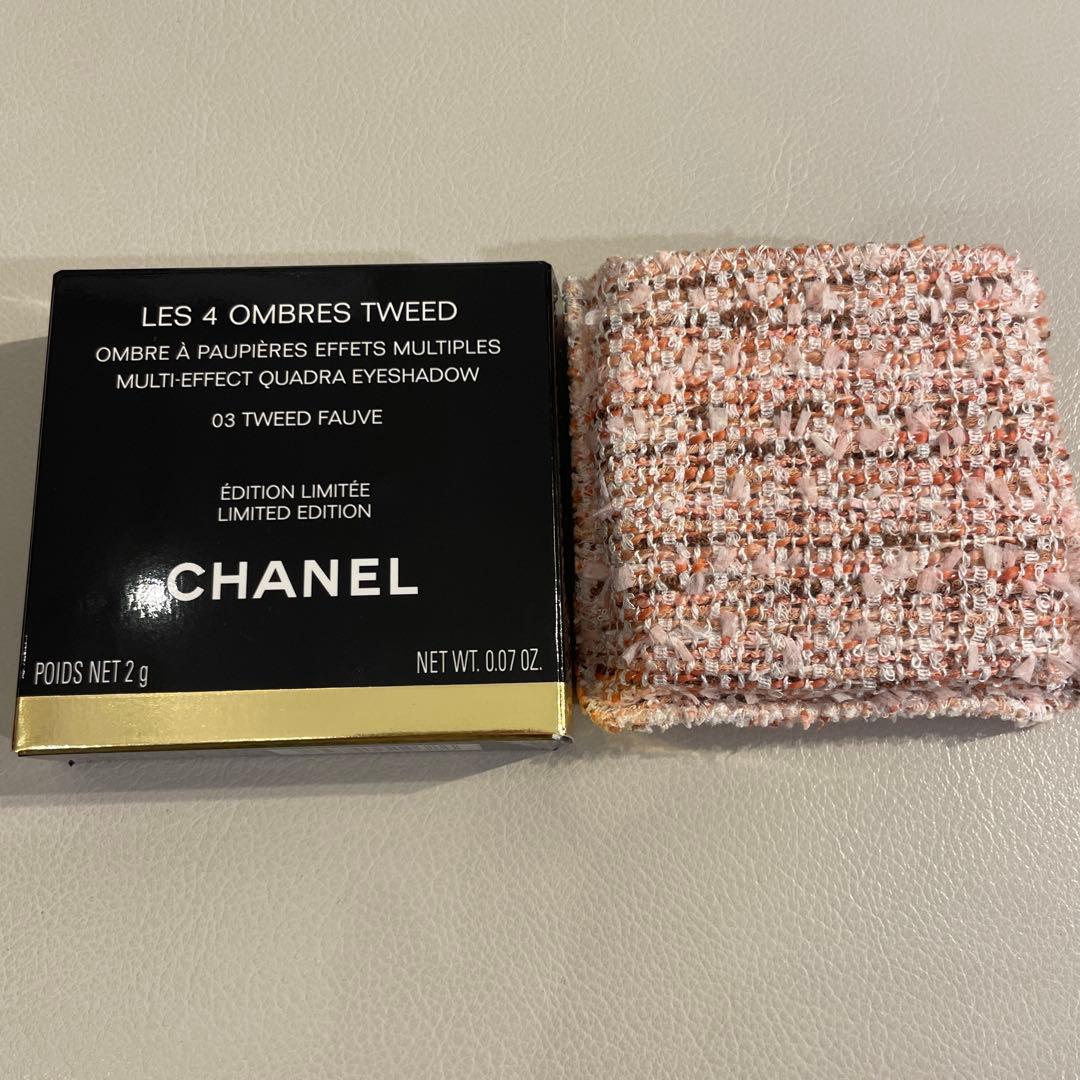 LES 4 OMBRES TWEED
OMBRE À PAUPIÈRES EFFETS MULTIPLES
MULTI-EFFECT QUADRA EYESHADOW
03 TWEED FAUVE
ÉDITION LIMITÉE
LIMITED EDITION
CHANEL
POIDS NET 2 g
NET WT. 0.07 OZ.